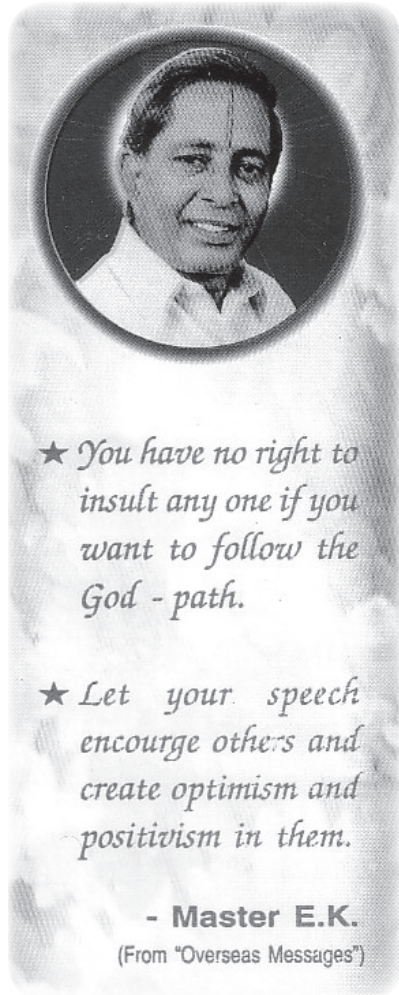 ★ You have no right to
insult any one if you
want to follow the
God - path.
★ Let your speech
encourge others and
create optimism and
positivism in them.
- Master E.K.
(From "Overseas Messages")